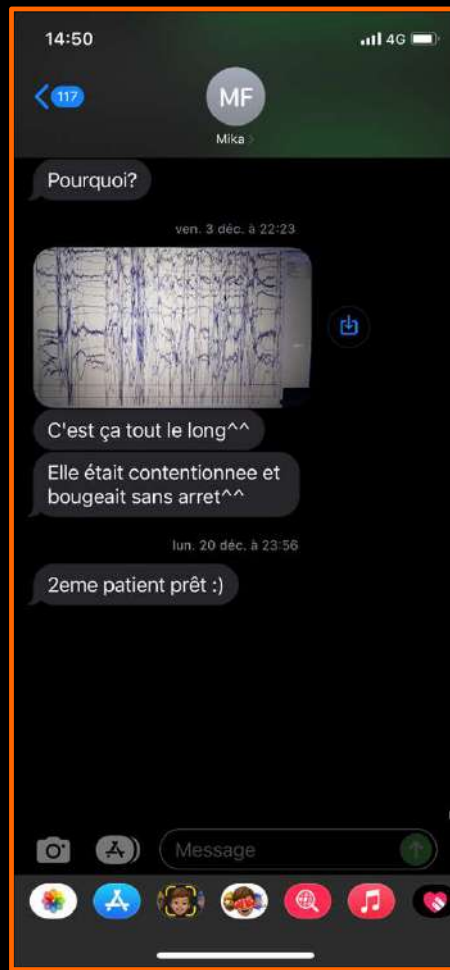 14:50
4G
117
MF
Mika
Pourquoi?
ven. 3 déc. à 22:23
C'est ça tout le long^^
Elle était contentionnee et
bougeait sans arret^^
lun. 20 déc. à 23:56
2eme patient prêt :)
Message